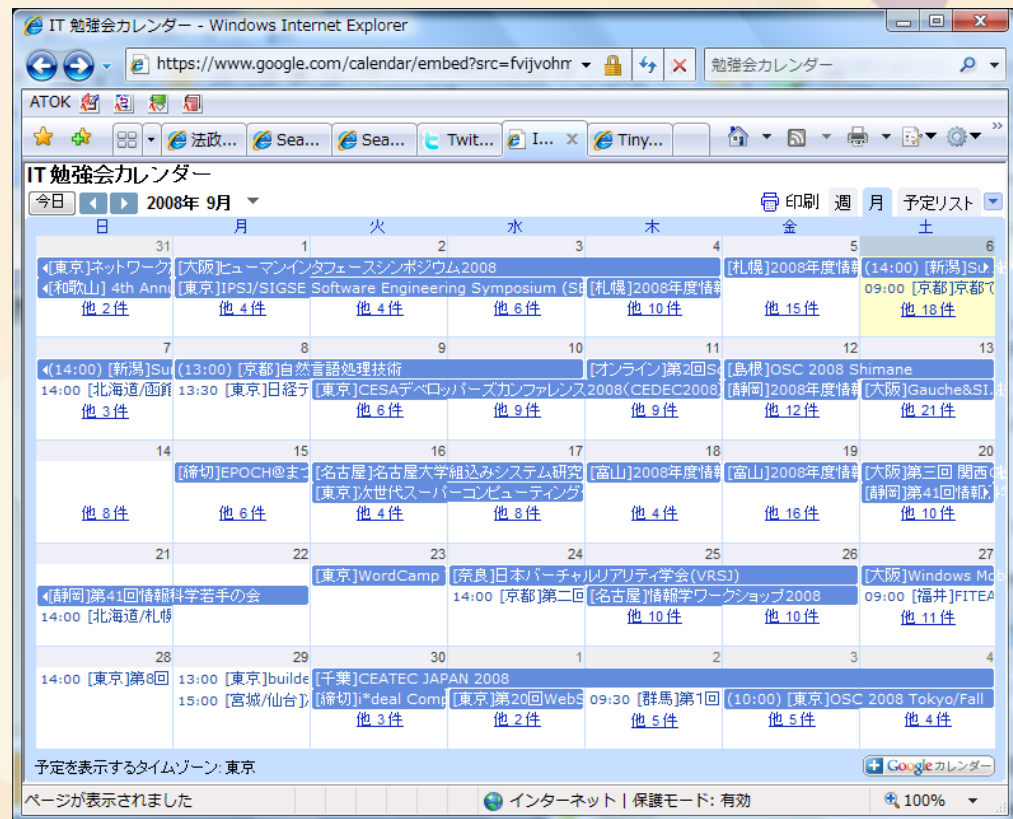 IT 勉強会カレンダー - Windows Internet Explorer
https://www.google.com/calendar/embed?src=fvijvohm 勉強会カレンダー
ATOK
法政... Sea... Sea... Twit... I... Tiny...
IT 勉強会カレンダー
今日 2008年 9月 印刷 週 月 予定リスト
日 月 火 水 木 金 土
31 1 2 3 4 5 6
[東京]ネットワーク [大阪]ヒューマンインタフェースシンポジウム2008 [札幌]2008年度情報 (14:00) [新潟]Su
[和歌山] 4th Annu [東京]IPSJ/SIGSE Software Engineering Symposium (SE [札幌]2008年度情報 09:00 [京都]京都で
他 2件 他 4件 他 4件 他 6件 他 10件 他 15件 他 18件
7 8 9 10 11 12 13
(14:00) [新潟]Su (13:00) [京都]自然言語処理技術 [オンライン]第2回Sc [島根]OSC 2008 Shimane
14:00 [北海道/函館 13:30 [東京]日経テ [東京]CESAデベロッパーズカンファレンス2008(CEDEC2008) [静岡]2008年度情報 [大阪]Gauche&SI.
他 3件 他 6件 他 9件 他 9件 他 12件 他 21件
14 15 16 17 18 19 20
[締切]EPOCH@まつ [名古屋]名古屋大学組込みシステム研究 [富山]2008年度情報 [富山]2008年度情報 [大阪]第三回 関西
[東京]次世代スーパーコンピューティング [静岡]第41回情報
他 8件 他 6件 他 4件 他 8件 他 4件 他 16件 他 10件
21 22 23 24 25 26 27
[東京]WordCamp [奈良]日本バーチャルリアリティ学会(VRSJ) [大阪]Windows Mob
[静岡]第41回情報科学若手の会 14:00 [京都]第二回 [名古屋]情報学ワークショップ2008 09:00 [福井]FITEA
14:00 [北海道/札幌 他 10件 他 10件 他 11件
28 29 30 1 2 3 4
14:00 [東京]第8回 13:00 [東京]builde [千葉]CEATEC JAPAN 2008
15:00 [宮城/仙台] [締切]i*deal Comp [東京]第20回WebS 09:30 [群馬]第1回 (10:00) [東京]OSC 2008 Tokyo/Fall
他 3件 他 2件 他 5件 他 5件 他 4件
予定を表示するタイムゾーン: 東京 Googleカレンダー
ページが表示されました インターネット | 保護モード: 有効 100%